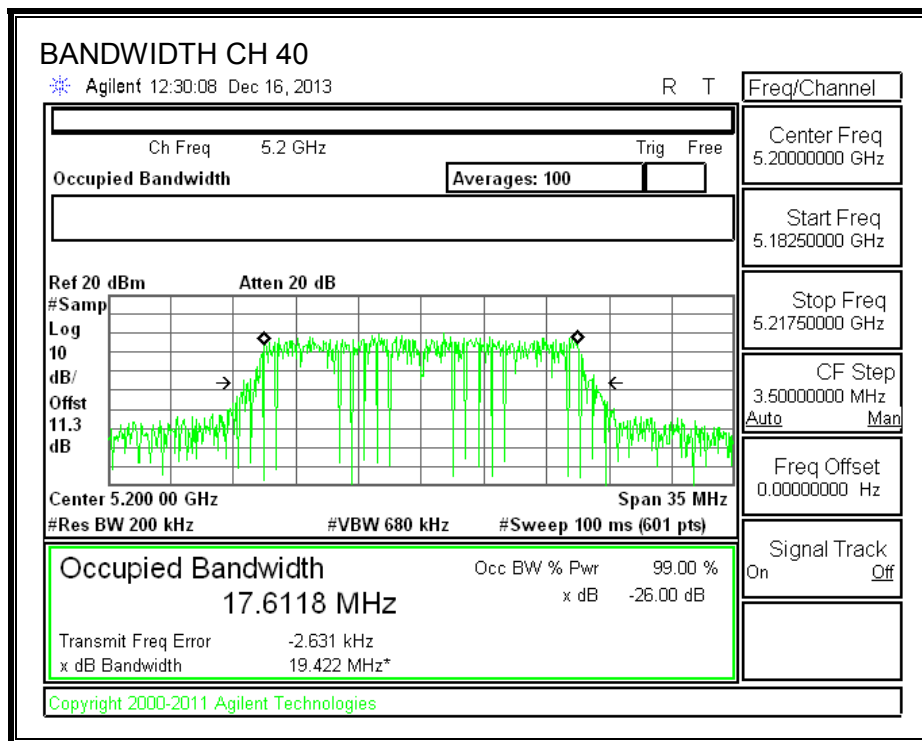 BANDWIDTH CH 40
Agilent 12:30:08 Dec 16, 2013 R T
Freq/Channel
Ch Freq 5.2 GHz Trig Free
Occupied Bandwidth Averages: 100
Center Freq
5.20000000 GHz
Start Freq
5.18250000 GHz
Stop Freq
5.21750000 GHz
CF Step
3.50000000 MHz
Auto Man
Freq Offset
0.00000000 Hz
Signal Track
On Off
Ref 20 dBm Atten 20 dB
#Samp
Log
10
dB/
Offst
11.3
dB
Center 5.200 00 GHz Span 35 MHz
#Res BW 200 kHz #VBW 680 kHz #Sweep 100 ms (601 pts)
Occupied Bandwidth Occ BW % Pwr 99.00 %
17.6118 MHz x dB -26.00 dB
Transmit Freq Error -2.631 kHz
x dB Bandwidth 19.422 MHz*
Copyright 2000-2011 Agilent Technologies